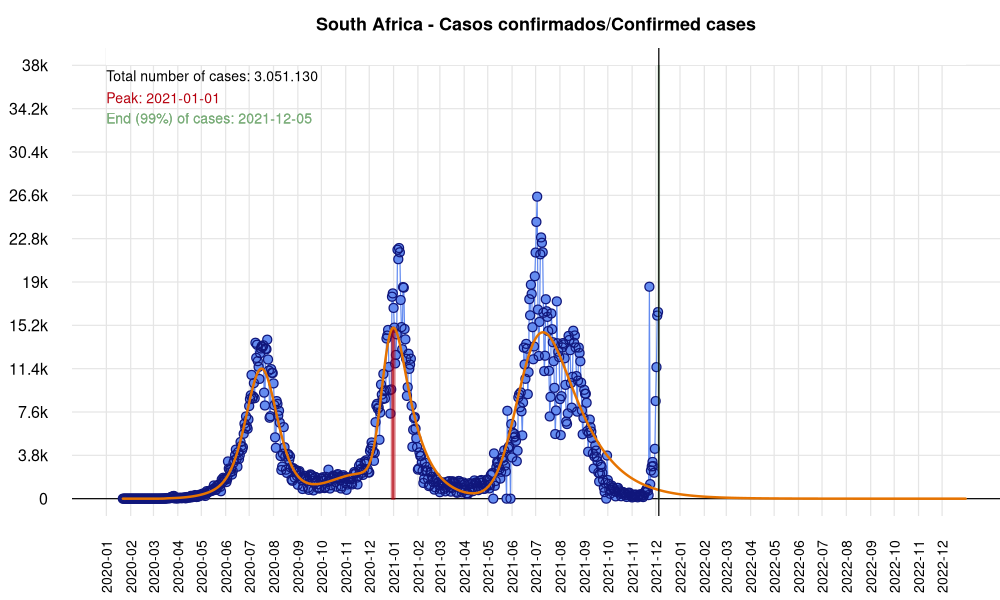 South Africa - Casos confirmados/Confirmed cases
38k
34.2k
30.4k
26.6k
22.8k
19k
15.2k
11.4k
7.6k
3.8k
0
Total number of cases: 3.051.130
Peak: 2021-01-01
End (99%) of cases: 2021-12-05
2020-01
2020-02
2020-03
2020-04
2020-05
2020-06
2020-07
2020-08
2020-09
2020-10
2020-11
2020-12
2021-01
2021-02
2021-03
2021-04
2021-05
2021-06
2021-07
2021-08
2021-09
2021-10
2021-11
2021-12
2022-01
2022-02
2022-03
2022-04
2022-05
2022-06
2022-07
2022-08
2022-09
2022-10
2022-11
2022-12